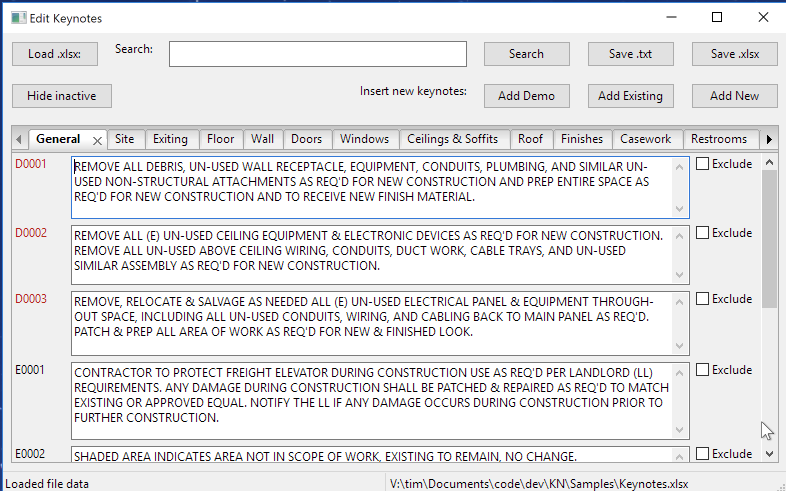 Edit Keynotes
Load .xlsx:
Search:
Search
Save .txt
Save .xlsx
Hide inactive
Insert new keynotes:
Add Demo
Add Existing
Add New
General
Site
Exiting
Floor
Wall
Doors
Windows
Ceilings & Soffits
Roof
Finishes
Casework
Restrooms
D0001
REMOVE ALL DEBRIS, UN-USED WALL RECEPTACLE, EQUIPMENT, CONDUITS, PLUMBING, AND SIMILAR UN-
USED NON-STRUCTURAL ATTACHMENTS AS REQ'D FOR NEW CONSTRUCTION AND PREP ENTIRE SPACE AS
REQ'D FOR NEW CONSTRUCTION AND TO RECEIVE NEW FINISH MATERIAL.
Exclude
D0002
REMOVE ALL (E) UN-USED CEILING EQUIPMENT & ELECTRONIC DEVICES AS REQ'D FOR NEW CONSTRUCTION.
REMOVE ALL UN-USED ABOVE CEILING WIRING, CONDUITS, DUCT WORK, CABLE TRAYS, AND UN-USED
SIMILAR ASSEMBLY AS REQ'D FOR NEW CONSTRUCTION.
Exclude
D0003
REMOVE, RELOCATE & SALVAGE AS NEEDED ALL (E) UN-USED ELECTRICAL PANEL & EQUIPMENT THROUGH-
OUT SPACE, INCLUDING ALL UN-USED CONDUITS, WIRING, AND CABLING BACK TO MAIN PANEL AS REQ'D.
PATCH & PREP ALL AREA OF WORK AS REQ'D FOR NEW & FINISHED LOOK.
Exclude
E0001
CONTRACTOR TO PROTECT FREIGHT ELEVATOR DURING CONSTRUCTION USE AS REQ'D PER LANDLORD (LL)
REQUIREMENTS. ANY DAMAGE DURING CONSTRUCTION SHALL BE PATCHED & REPAIRED AS REQ'D TO MATCH
EXISTING OR APPROVED EQUAL. NOTIFY THE LL IF ANY DAMAGE OCCURS DURING CONSTRUCTION PRIOR TO
FURTHER CONSTRUCTION.
Exclude
E0002
SHADED AREA INDICATES AREA NOT IN SCOPE OF WORK, EXISTING TO REMAIN, NO CHANGE.
Exclude
Loaded file data
V:\tim\Documents\code\dev\KN\Samples\Keynotes.xlsx